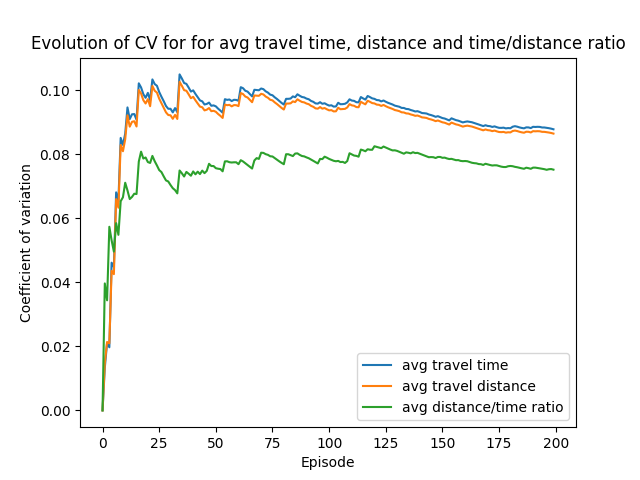 Evolution of CV for for avg travel time, distance and time/distance ratio
0.10
0.08
0.06
0.04
0.02
0.00
Coefficient of variation
avg travel time
avg travel distance
avg distance/time ratio
0 25 50 75 100 125 150 175 200
Episode